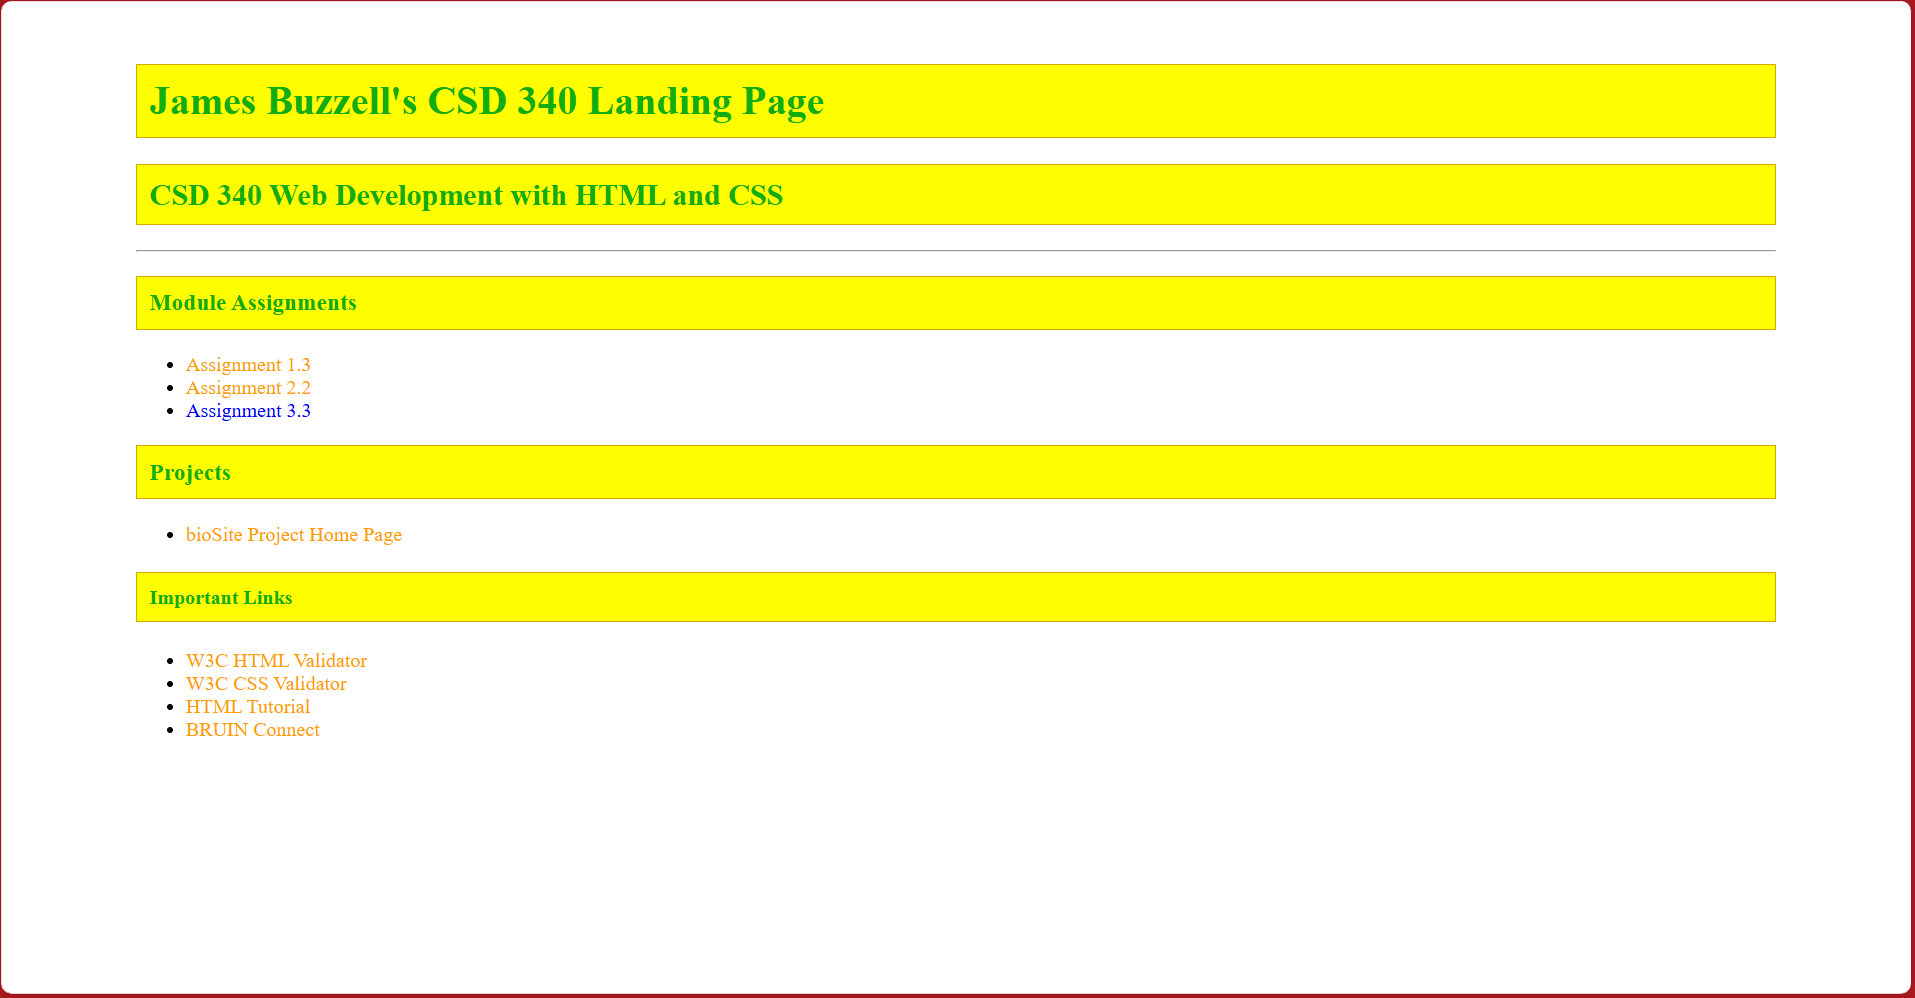 James Buzzell's CSD 340 Landing Page
CSD 340 Web Development with HTML and CSS
Module Assignments
Assignment 1.3
Assignment 2.2
Assignment 3.3
Projects
bioSite Project Home Page
Important Links
W3C HTML Validator
W3C CSS Validator
HTML Tutorial
BRUIN Connect